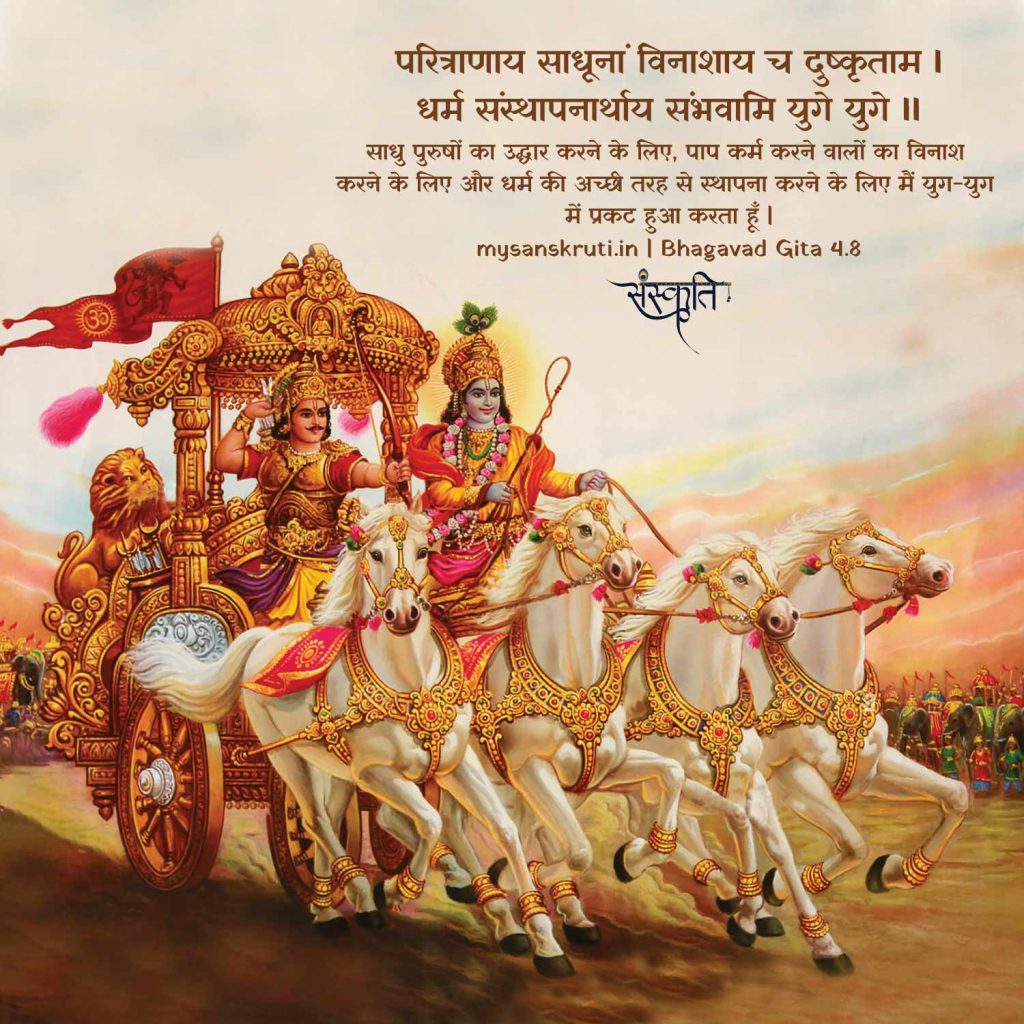 परित्राणाय साधूनां विनाशाय च दुष्कृताम ।
धर्म संस्थापनार्थाय संभवामि युगे युगे ॥
साधु पुरुषों का उद्धार करने के लिए, पाप कर्म करने वालों का विनाश
करने के लिए और धर्म की अच्छी तरह से स्थापना करने के लिए मैं युग-युग
में प्रकट हुआ करता हूँ ।
mysanskruti.in | Bhagavad Gita 4.8
संस्कृति
ॐ